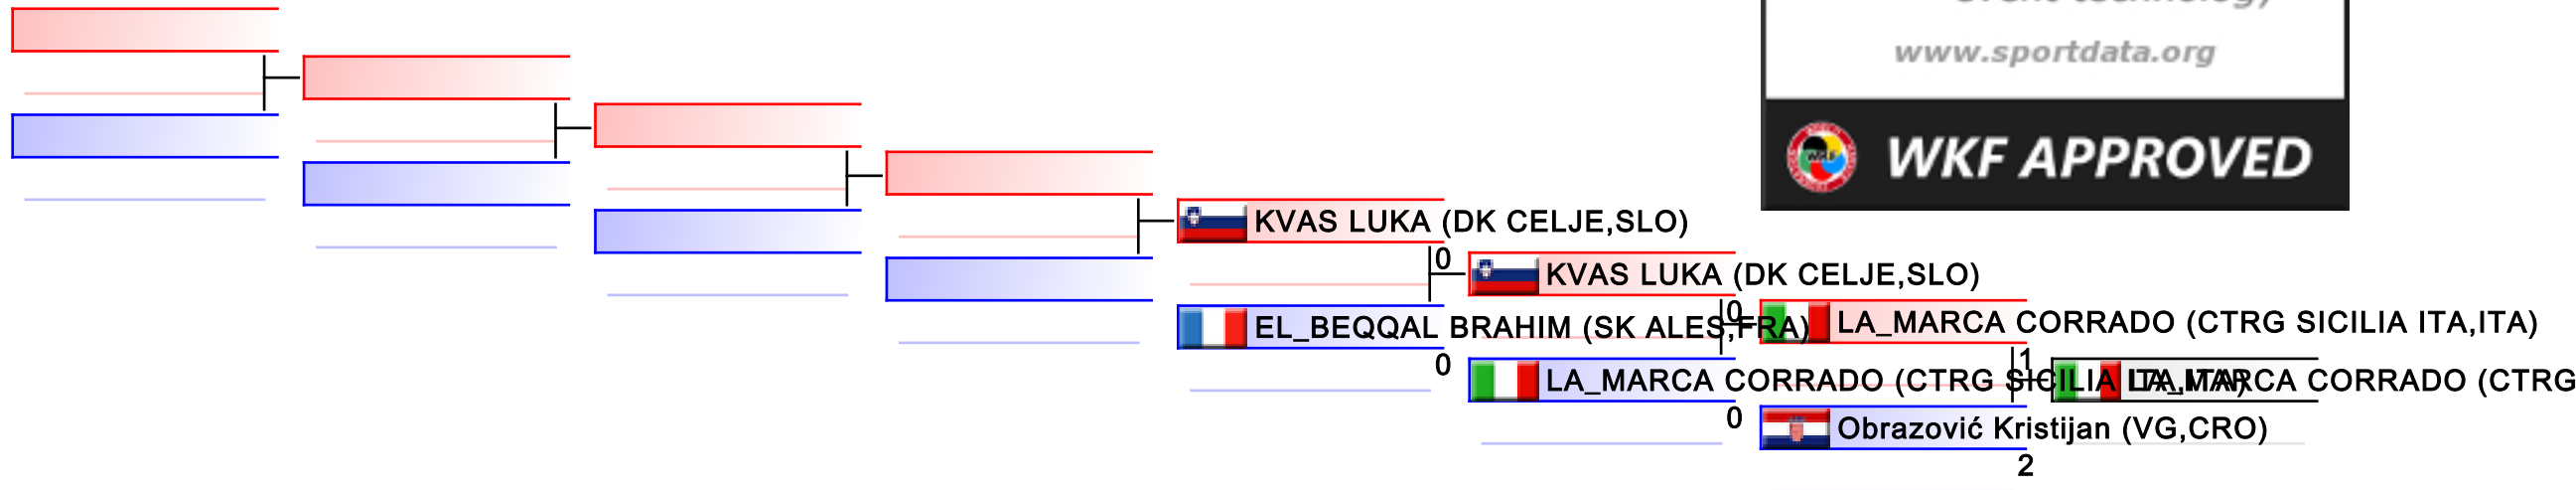 event technology
www.sportdata.org
WKF APPROVED
KVAS LUKA (DK CELJE,SLO)
0
KVAS LUKA (DK CELJE,SLO)
EL_BEQQAL BRAHIM (SK ALES,FRA)
0
0
LA_MARCA CORRADO (CTRG SICILIA ITA,ITA)
LA_MARCA CORRADO (CTRG SICILIA ITA,ITA)
0
1
LA_MARCA CORRADO (CTRG
Obrazović Kristijan (VG,CRO)
2